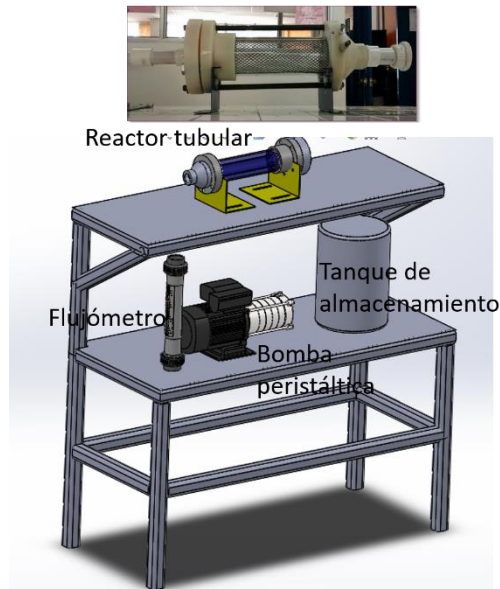 Reactor tubular
Tanque de
almacenamiento
Flujómetro
Bomba
peristáltica